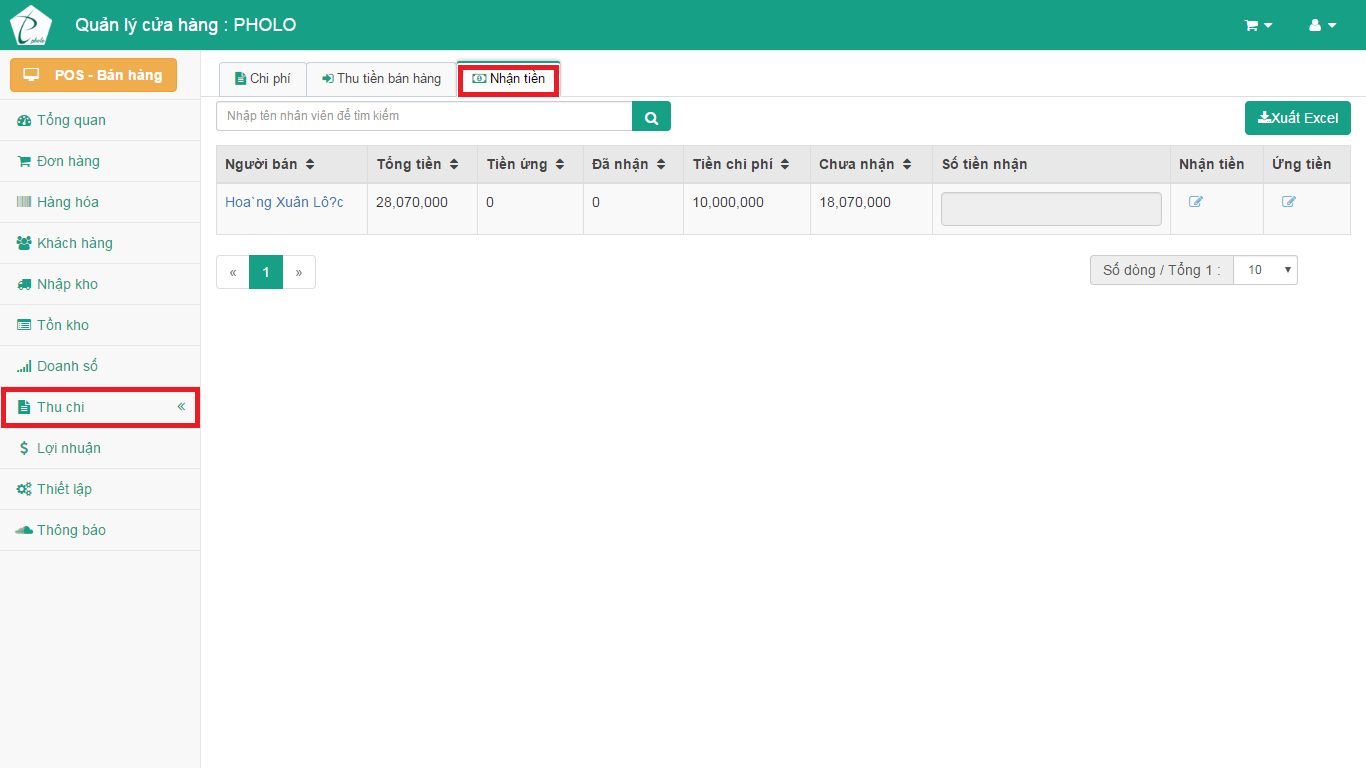 pholo
Quản lý cửa hàng : PHOLO
POS - Bán hàng
Tổng quan
Đơn hàng
Hàng hóa
Khách hàng
Nhập kho
Tồn kho
Doanh số
Thu chi
Lợi nhuận
Thiết lập
Thông báo
Chi phí
Thu tiền bán hàng
Nhận tiền
Nhập tên nhân viên để tìm kiếm
Xuất Excel
Người bán Tổng tiền Tiền ứng Đã nhận Tiền chi phí Chưa nhận Số tiền nhận Nhận tiền Ứng tiền
Hoa`ng Xuân Lô?c 28,070,000 0 0 10,000,000 18,070,000
« 1 »
Số dòng / Tổng 1 : 10